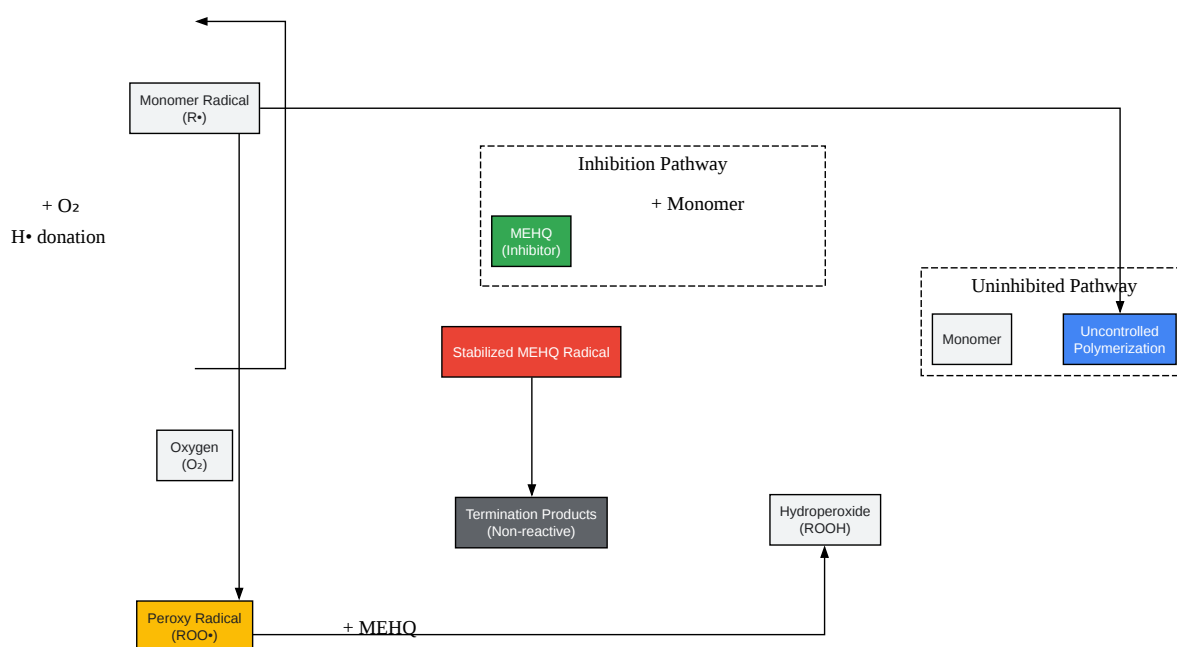 Monomer Radical
(R•)
Inhibition Pathway
+ Monomer
+ O₂
H• donation
MEHQ
(Inhibitor)
Uninhibited Pathway
Monomer
Uncontrolled
Polymerization
Stabilized MEHQ Radical
Oxygen
(O₂)
Termination Products
(Non-reactive)
Hydroperoxide
(ROOH)
Peroxy Radical
(ROO•)
+ MEHQ